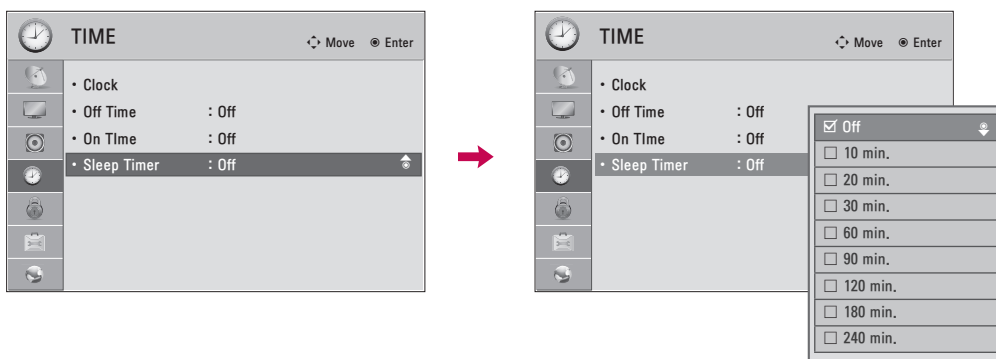 TIME
Move Enter
• Clock
• Off Time : Off
• On TIme : Off
• Sleep Timer : Off
TIME
Move Enter
• Clock
• Off Time : Off
• On TIme : Off
• Sleep Timer : Off
Off
10 min.
20 min.
30 min.
60 min.
90 min.
120 min.
180 min.
240 min.